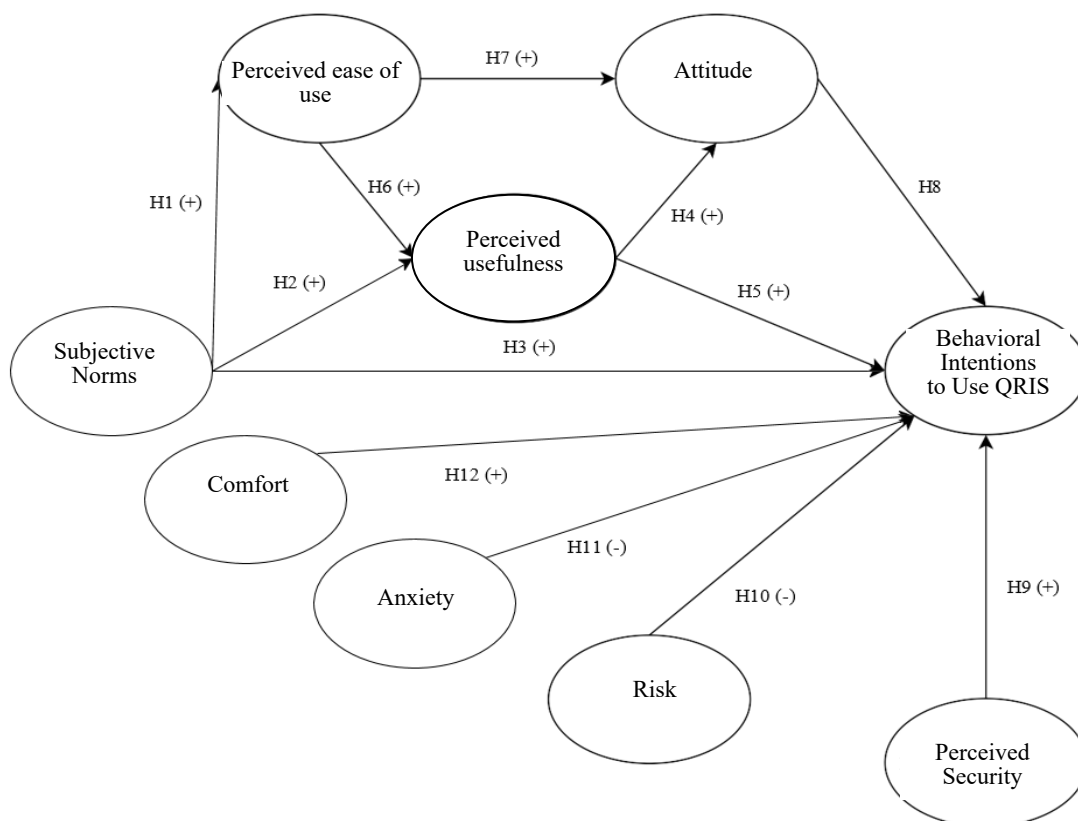 Perceived ease of
use
H7 (+)
Attitude
H1 (+)
H6 (+)
H4 (+)
H8
Perceived
usefulness
H2 (+)
H5 (+)
Subjective
Norms
H3 (+)
Behavioral
Intentions
to Use QRIS
Comfort
H12 (+)
Anxiety
H11 (-)
H10 (-)
H9 (+)
Risk
Perceived
Security